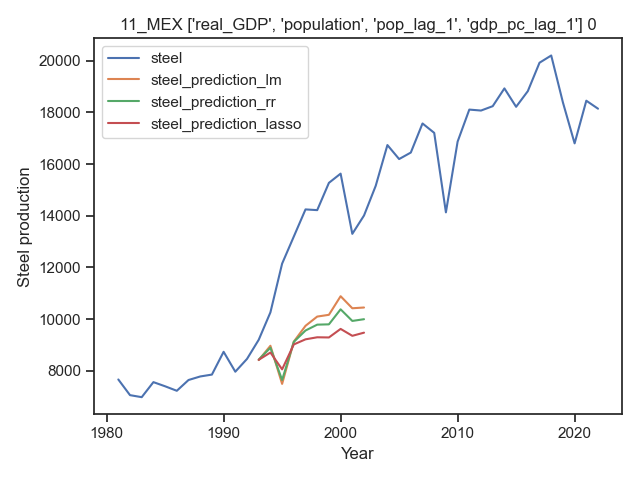 11_MEX ['real_GDP', 'population', 'pop_lag_1', 'gdp_pc_lag_1'] 0
steel
steel_prediction_lm
steel_prediction_rr
steel_prediction_lasso
Steel production
20000
18000
16000
14000
12000
10000
8000
1980
1990
2000
2010
2020
Year